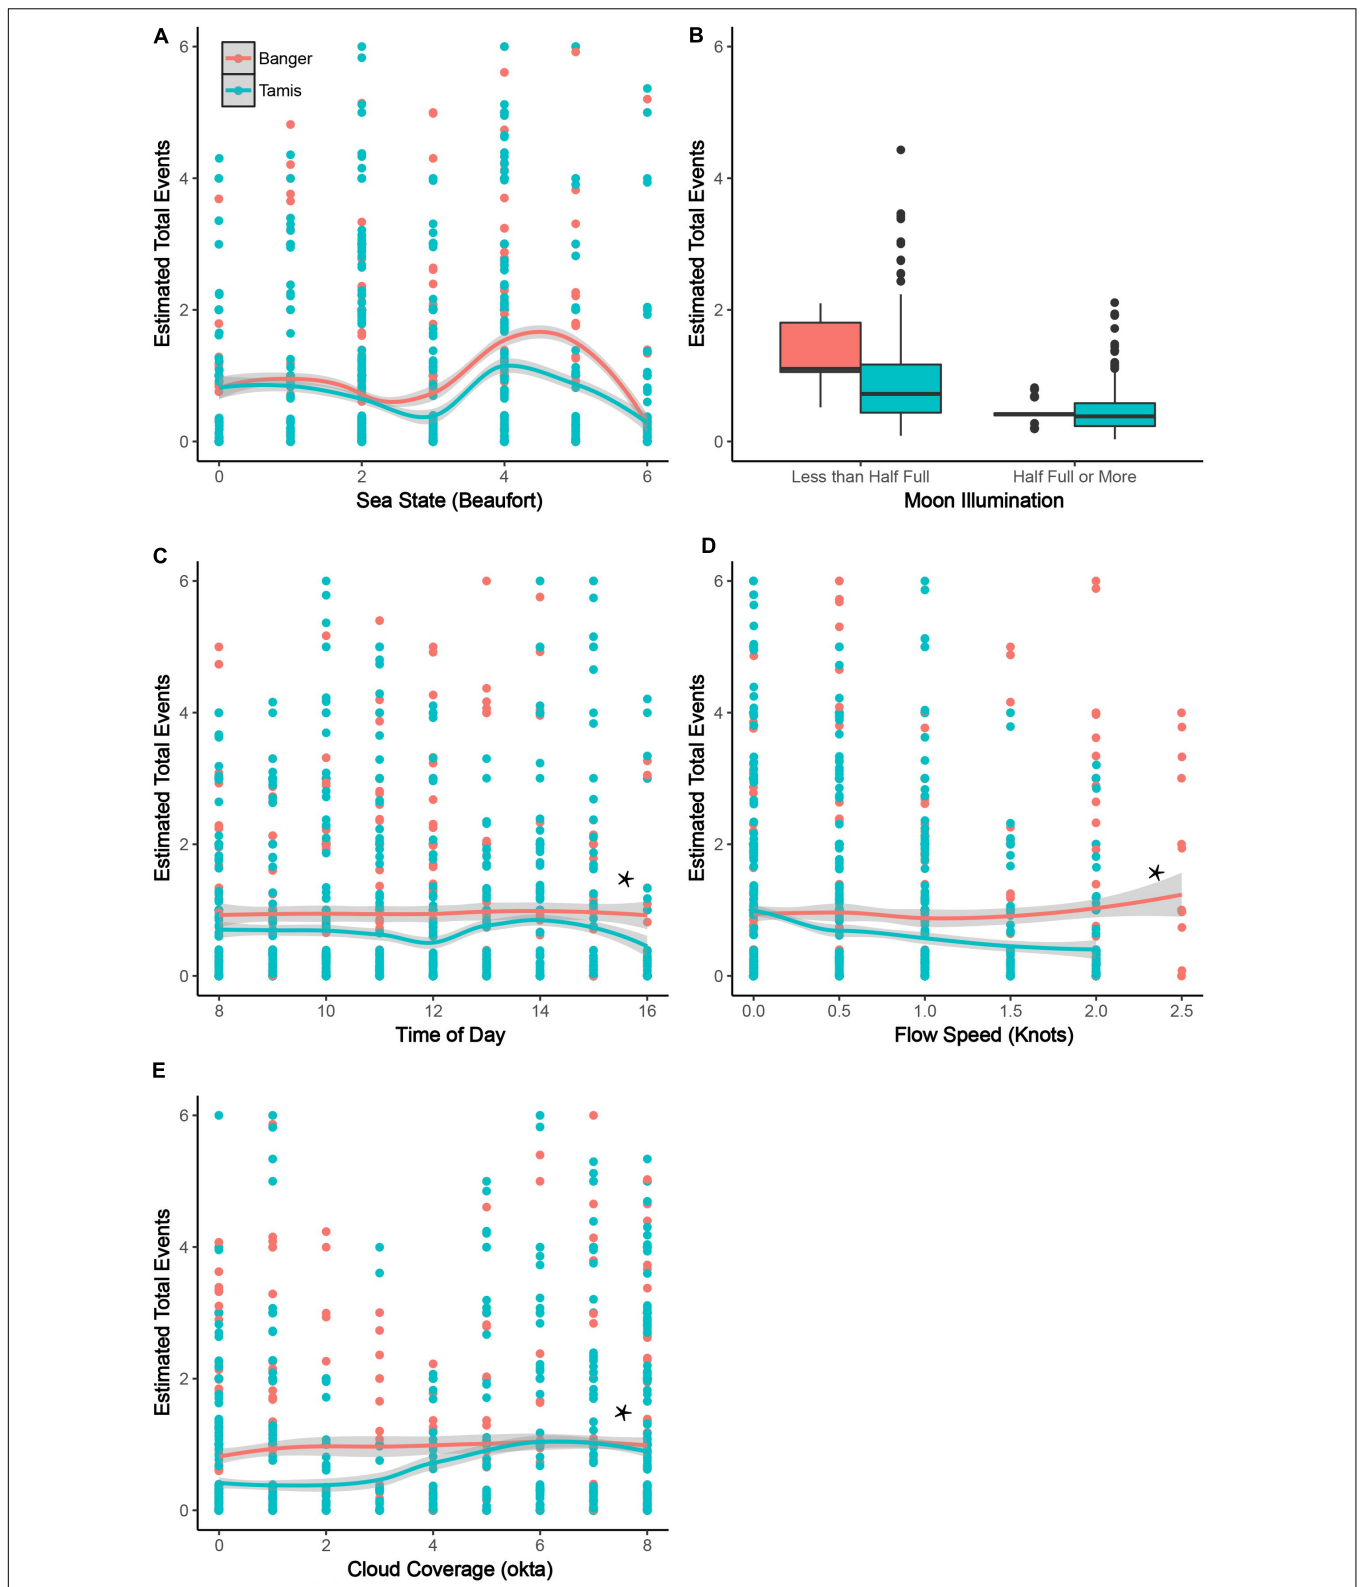 A
B
Banger
Tamis
6
4
2
0
Estimated Total Events
0
2
4
6
Sea State (Beaufort)
6
4
2
0
Estimated Total Events
Less than Half Full
Half Full or More
Moon Illumination
C
D
6
4
2
0
Estimated Total Events
8
10
12
14
16
Time of Day
6
4
2
0
Estimated Total Events
0.0
0.5
1.0
1.5
2.0
2.5
Flow Speed (Knots)
E
6
4
2
0
Estimated Total Events
0
2
4
6
8
Cloud Coverage (okta)